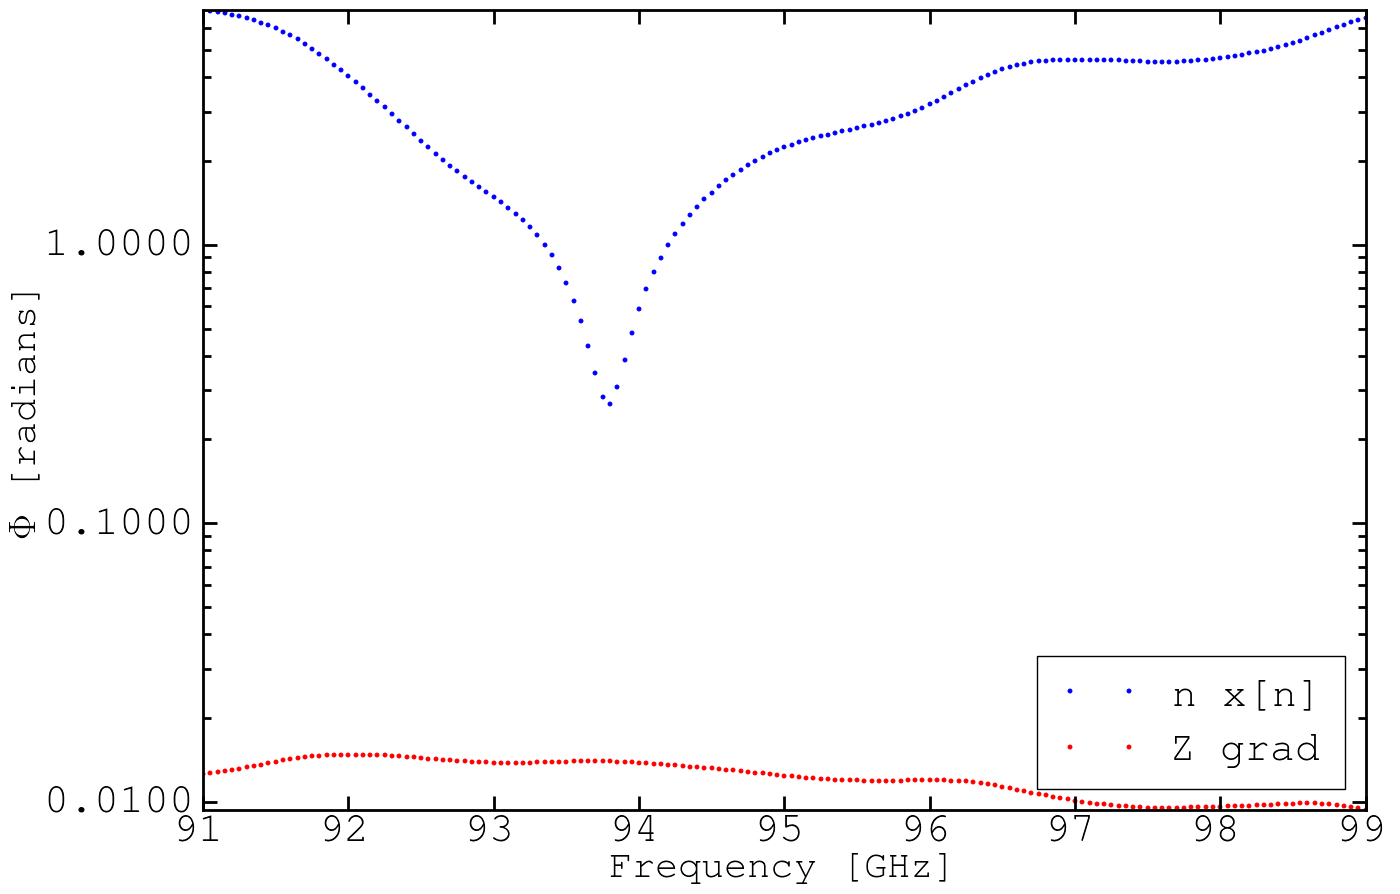 Φ [radians]
1.0000
0.1000
0.0100
n x[n]
Z grad
91 92 93 94 95 96 97 98 99
Frequency [GHz]